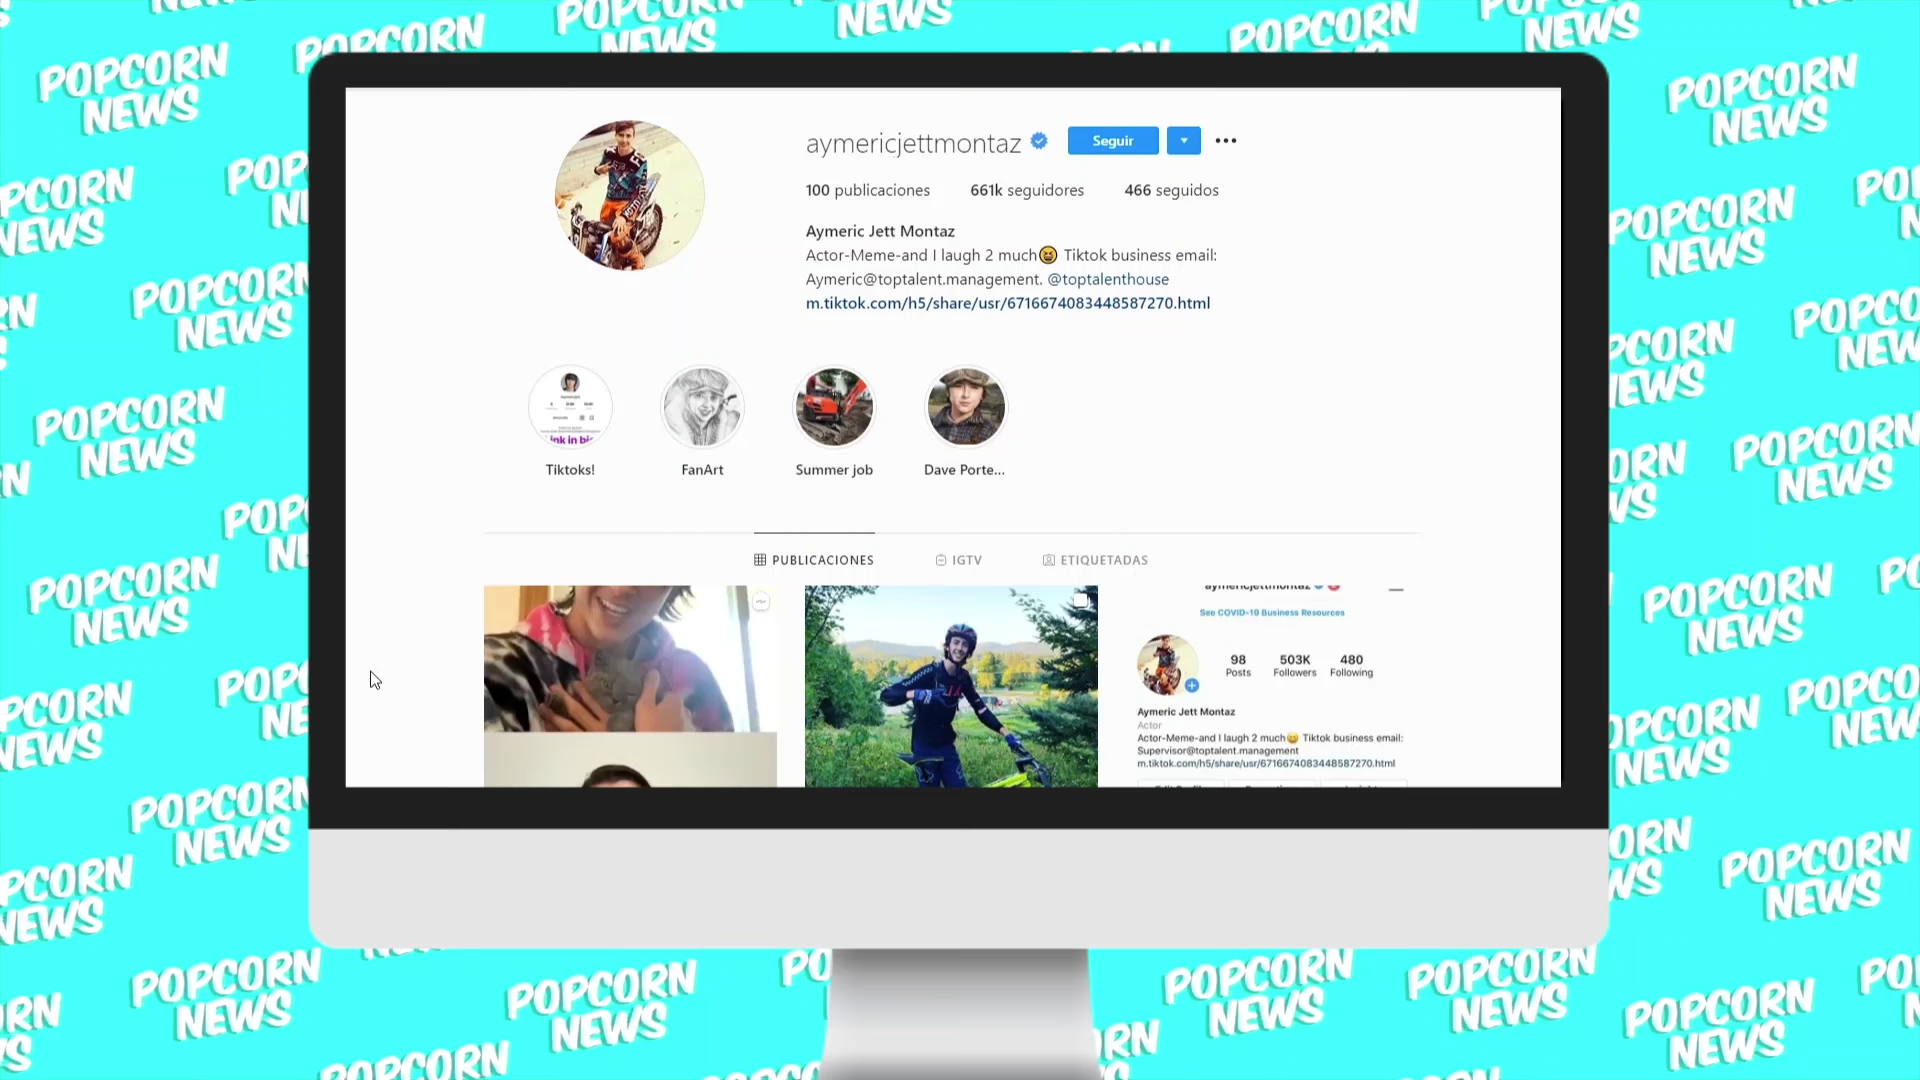 POPCORN NEWS
aymericjettmontaz
Seguir
100 publicaciones 661k seguidores 466 seguidos
Aymeric Jett Montaz
Actor-Meme-and I laugh 2 much😆 Tiktok business email:
Aymeric@toptalent.management. @toptalenthouse
m.tiktok.com/h5/share/usr/6716674083448587270.html
Tiktoks! FanArt Summer job Dave Porte...
PUBLICACIONES IGTV ETIQUETADAS
aymericjettmontaz
See COVID-19 Business Resources
98 503K 480
Posts Followers Following
Aymeric Jett Montaz
Actor
Actor-Meme-and I laugh 2 much😆 Tiktok business email:
Supervisor@toptalent.management
m.tiktok.com/h5/share/usr/6716674083448587270.html